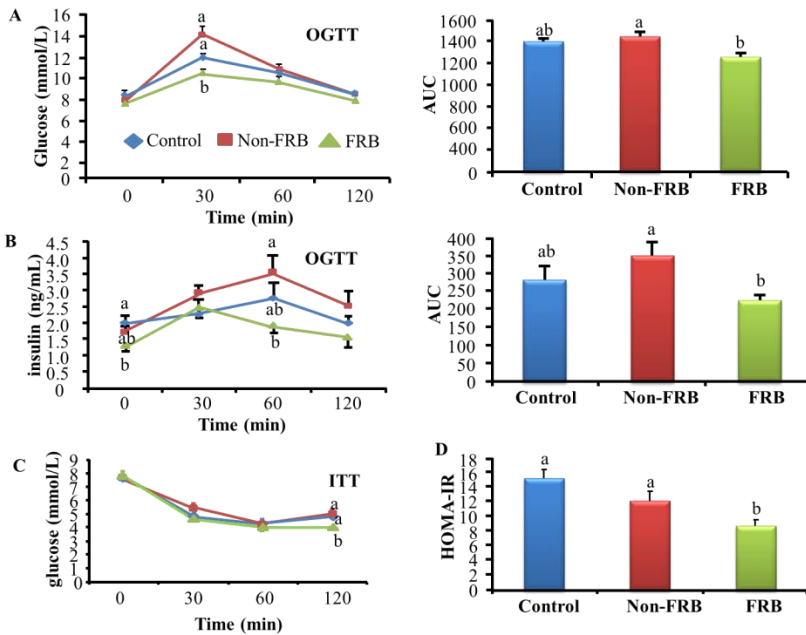 A
Glucose (mmol/L)
16
14
12
10
8
6
4
2
0
OGTT
a
a
b
Control Non-FRB FRB
0 30 60 120
Time (min)
AUC
1600
1400
1200
1000
800
600
400
200
0
ab
a
b
Control Non-FRB FRB
B
insulin (ng/mL)
4.5
4.0
3.5
3.0
2.5
2.0
1.5
1.0
0.5
0
OGTT
a
ab
b
a
ab
b
0 30 60 120
Time (min)
AUC
400
350
300
250
200
150
100
50
0
ab
a
b
Control Non-FRB FRB
C
glucose (mmol/L)
9
8
7
6
5
4
3
2
1
0
ITT
a
a
b
0 30 60 120
Time (min)
D
HOMA-IR
18
16
14
12
10
8
6
4
2
0
a
a
b
Control Non-FRB FRB